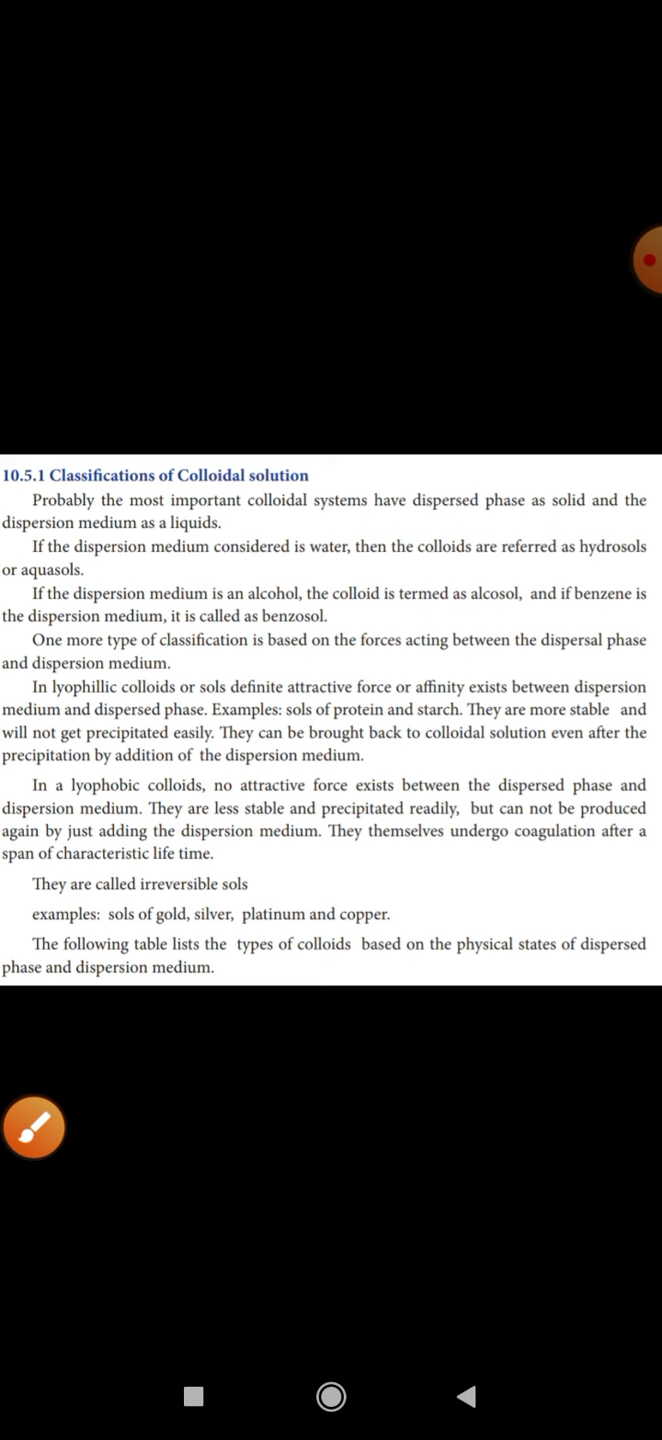 10.5.1 Classifications of Colloidal solution
Probably the most important colloidal systems have dispersed phase as solid and the
dispersion medium as a liquids.
If the dispersion medium considered is water, then the colloids are referred as hydrosols
or aquasols.
If the dispersion medium is an alcohol, the colloid is termed as alcosol, and if benzene is
the dispersion medium, it is called as benzosol.
One more type of classification is based on the forces acting between the dispersal phase
and dispersion medium.
In lyophillic colloids or sols definite attractive force or affinity exists between dispersion
medium and dispersed phase. Examples: sols of protein and starch. They are more stable and
will not get precipitated easily. They can be brought back to colloidal solution even after the
precipitation by addition of the dispersion medium.
In a lyophobic colloids, no attractive force exists between the dispersed phase and
dispersion medium. They are less stable and precipitated readily, but can not be produced
again by just adding the dispersion medium. They themselves undergo coagulation after a
span of characteristic life time.
They are called irreversible sols
examples: sols of gold, silver, platinum and copper.
The following table lists the types of colloids based on the physical states of dispersed
phase and dispersion medium.